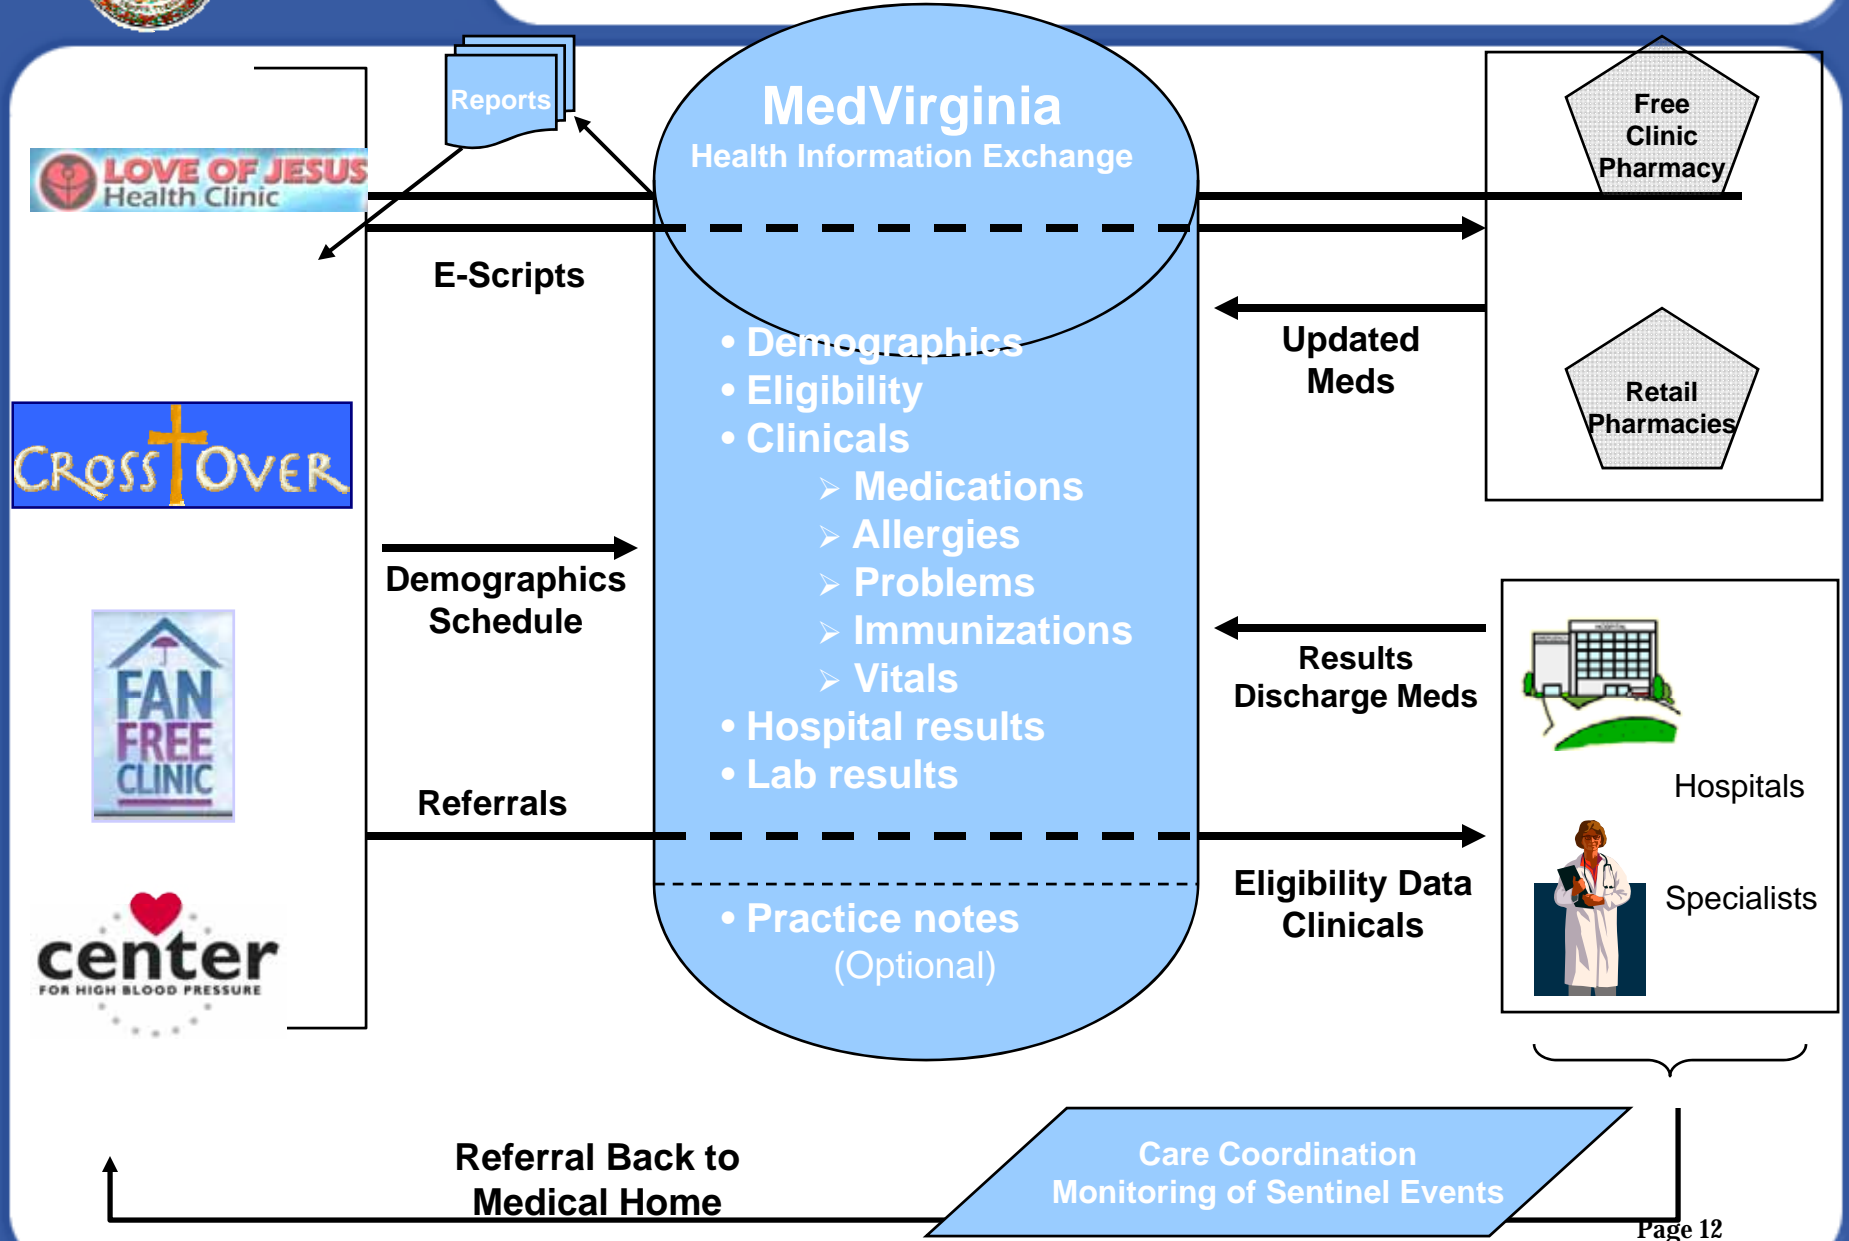 Reports
MedVirginia
Health Information Exchange
Free
Clinic
Pharmacy
LOVE OF JESUS
Health Clinic
E-Scripts
Updated
Meds
Retail
Pharmacies
• Demographics
• Eligibility
• Clinicals
➢ Medications
➢ Allergies
➢ Problems
➢ Immunizations
➢ Vitals
• Hospital results
• Lab results
CROSSOVER
Demographics
Schedule
FAN
FREE
CLINIC
Results
Discharge Meds
HOSPITAL
Hospitals
Referrals
Specialists
Eligibility Data
Clinicals
• Practice notes
(Optional)
center
FOR HIGH BLOOD PRESSURE
Referral Back to
Medical Home
Care Coordination
Monitoring of Sentinel Events
Page 12